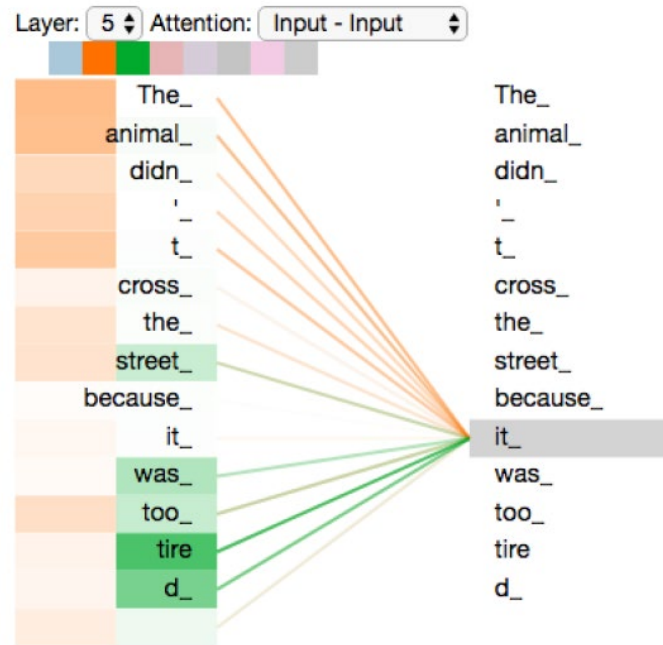 Layer: 5 Attention: Input - Input
The_ The_
animal_ animal_
didn_ didn_
'_ '_
t_ t_
cross_ cross_
the_ the_
street_ street_
because_ because_
it_ it_
was_ was_
too_ too_
tire tire
d_ d_